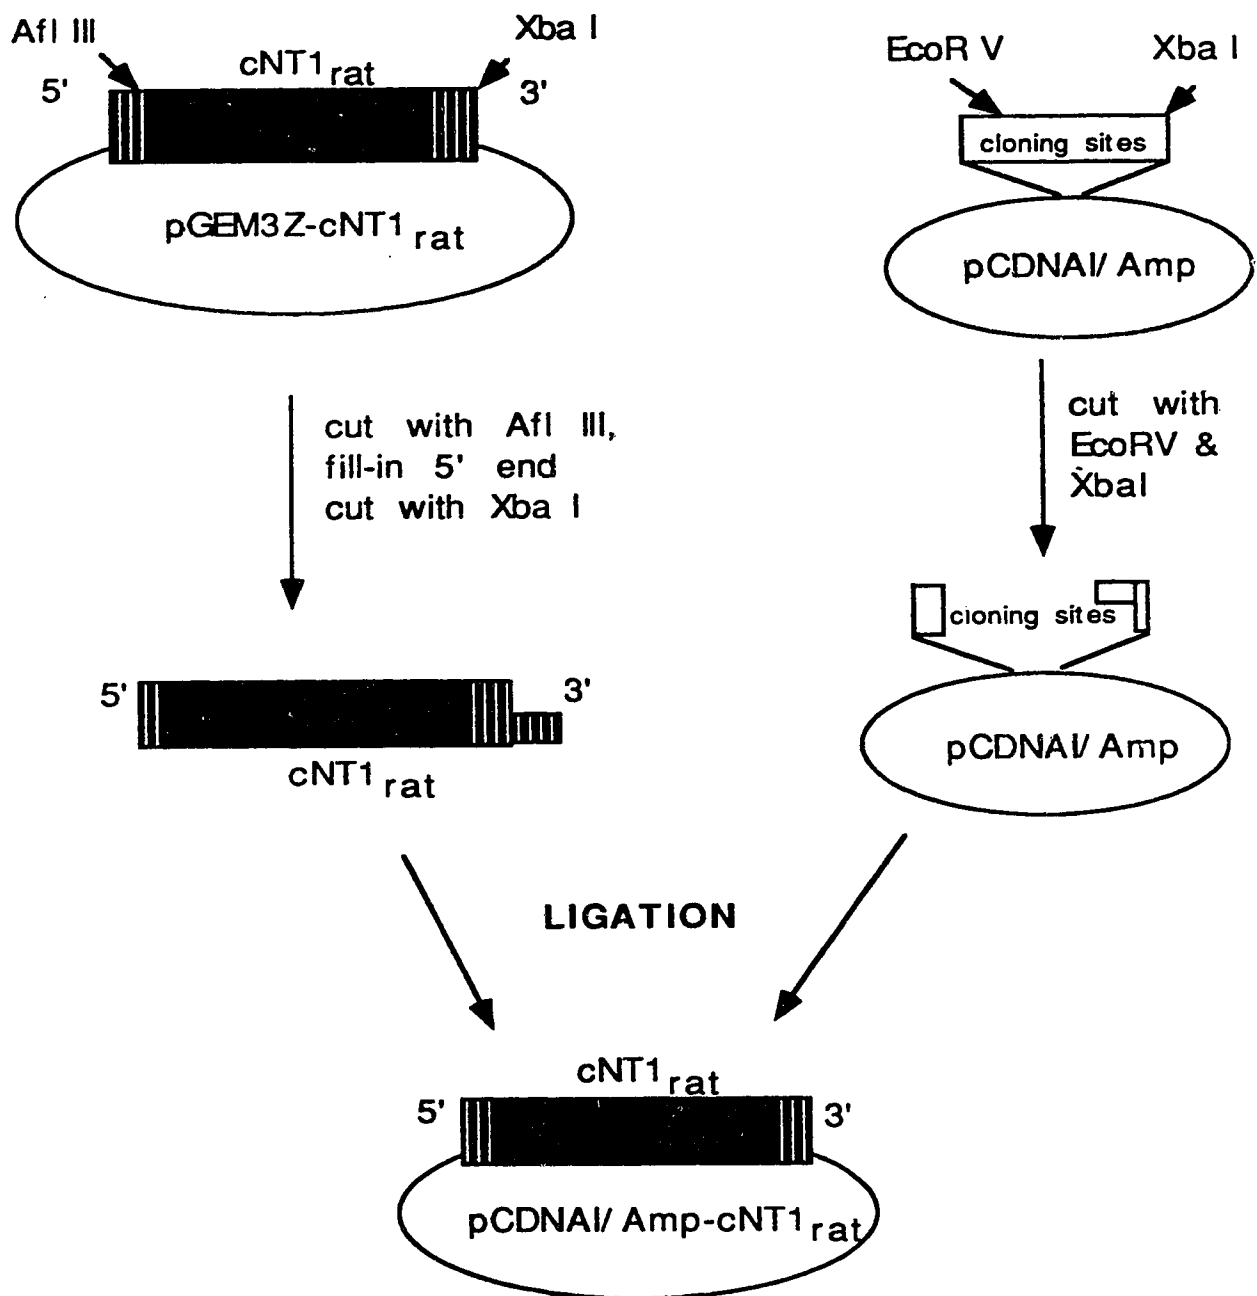 Afl III
Xba I
cNT1rat
5'
3'
pGEM3Z-cNT1rat
EcoR V
Xba I
cloning sites
pCDNAI/ Amp
cut with Afl III,
fill-in 5' end
cut with Xba I
cut with
EcoRV &
XbaI
5'
3'
cNT1rat
cloning sites
pCDNAI/ Amp
LIGATION
cNT1rat
5'
3'
pCDNAI/ Amp-cNT1rat